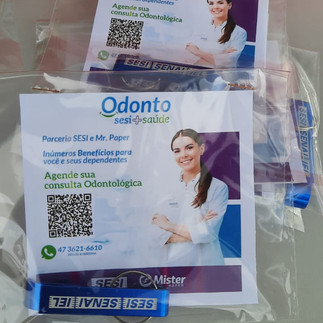 dependentes
Agende sua
consulta Odontológica
SESI SENAI
Odonto
sesi+saúde
Parceria SESI e Mr. Paper
Inúmeros Benefícios para
você e seus dependentes
Agende sua
consulta Odontológica
47 3621-6610
SESI
Mister
SESI SENAI IEL